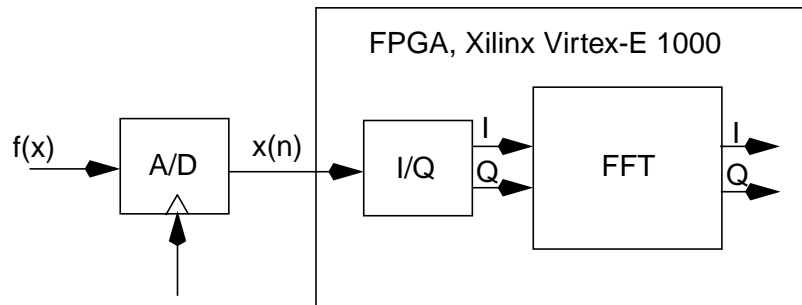 FPGA, Xilinx Virtex-E 1000
f(x)
A/D
x(n)
I/Q
I
Q
FFT
I
Q